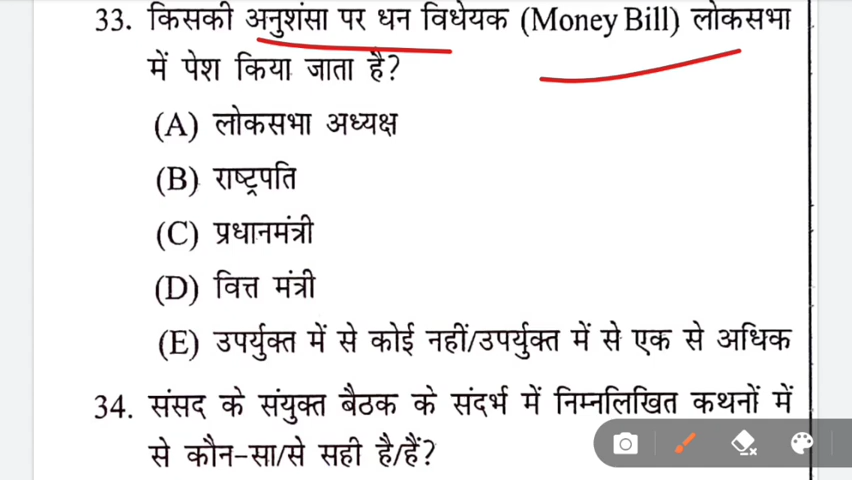 33. किसकी अनुशंसा पर धन विधेयक (Money Bill) लोकसभा
में पेश किया जाता है?
(A) लोकसभा अध्यक्ष
(B) राष्ट्रपति
(C) प्रधानमंत्री
(D) वित्त मंत्री
(E) उपर्युक्त में से कोई नहीं/उपर्युक्त में से एक से अधिक
34. संसद के संयुक्त बैठक के संदर्भ में निम्नलिखित कथनों में
से कौन-सा/से सही है/हैं?